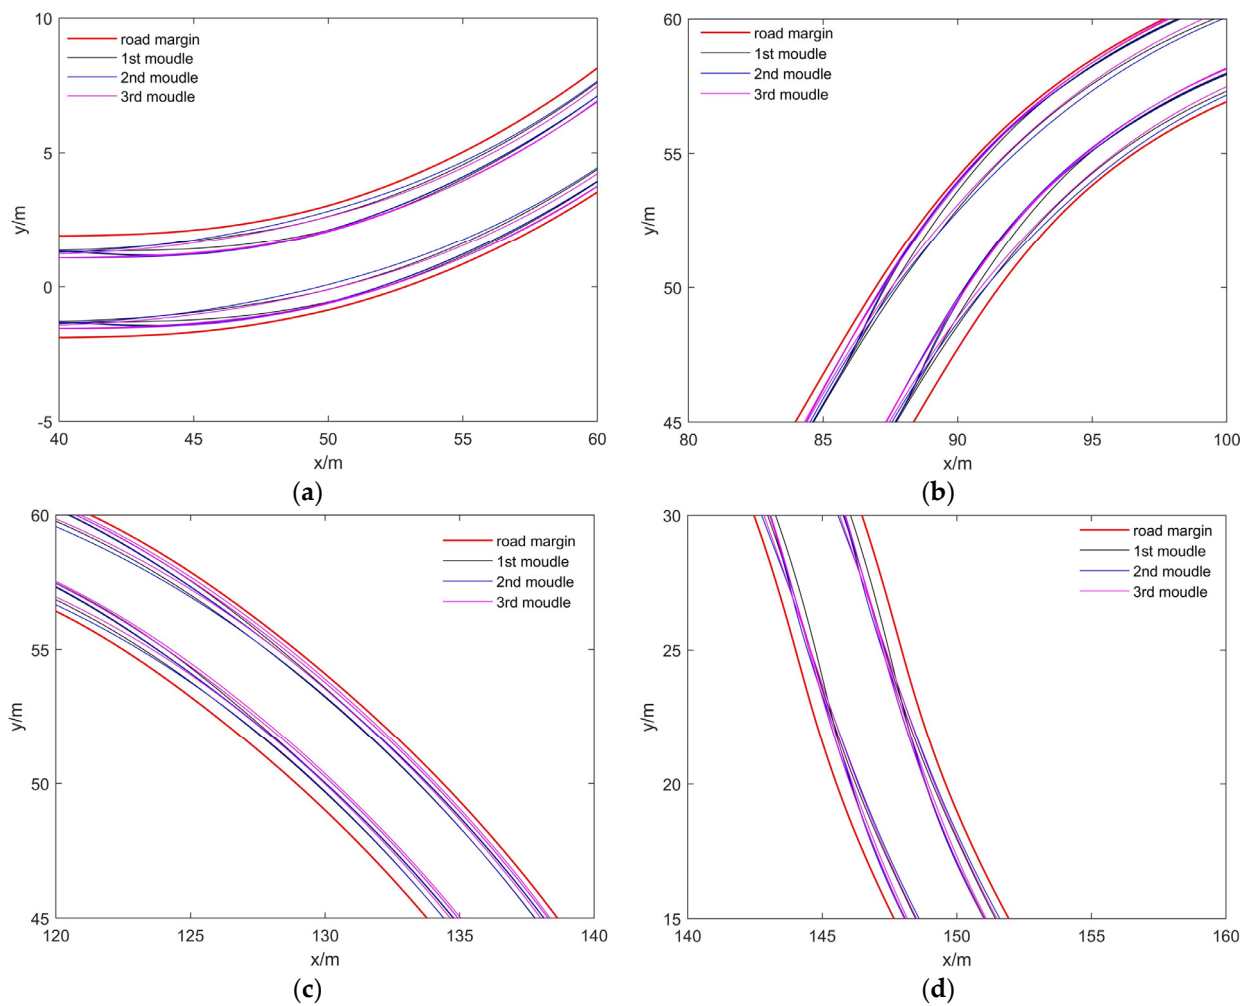 10
road margin
1st moudle
2nd moudle
3rd moudle
5
y/m
0
-5
40 45 50 55 60
x/m
(a)
60
road margin
1st moudle
2nd moudle
3rd moudle
55
y/m
50
45
80 85 90 95 100
x/m
(b)
60
road margin
1st moudle
2nd moudle
3rd moudle
55
y/m
50
45
120 125 130 135 140
x/m
(c)
30
road margin
1st moudle
2nd moudle
3rd moudle
25
y/m
20
15
140 145 150 155 160
x/m
(d)